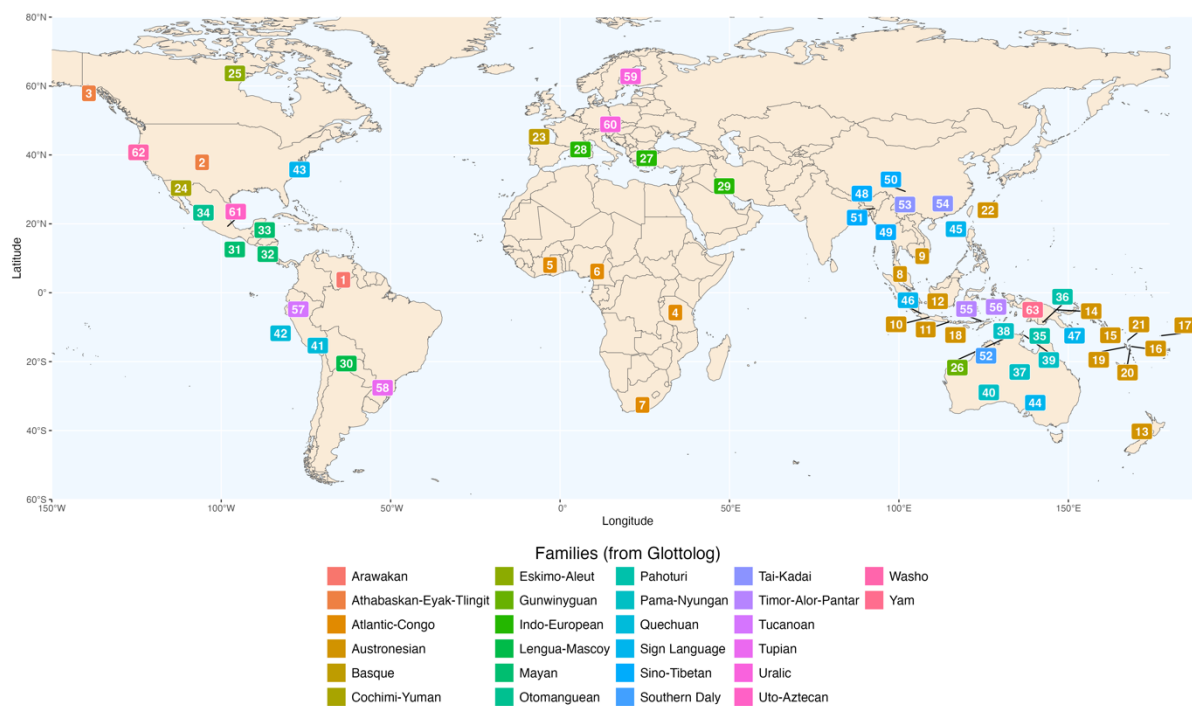 80°N
60°N
40°N
20°N
0°
20°S
40°S
60°S
Latitude
150°W
100°W
50°W
0°
50°E
100°E
150°E
Longitude
25
3
62
2
43
24
34
61
33
31
32
1
57
42
41
30
58
59
23
60
28
27
29
5
6
4
7
50
48
53
54
22
51
49
45
9
8
46
12
55
56
63
36
14
10
11
18
38
35
47
15
21
17
16
26
52
39
19
20
37
40
44
13
Families (from Glottolog)
Arawakan
Athabaskan-Eyak-Tlingit
Atlantic-Congo
Austronesian
Basque
Cochimi-Yuman
Eskimo-Aleut
Gunwinyguan
Indo-European
Lengua-Mascoy
Mayan
Otomanguean
Pahoturi
Pama-Nyungan
Quechuan
Sign Language
Sino-Tibetan
Southern Daly
Tai-Kadai
Timor-Alor-Pantar
Tucanoan
Tupian
Uralic
Uto-Aztecan
Washo
Yam